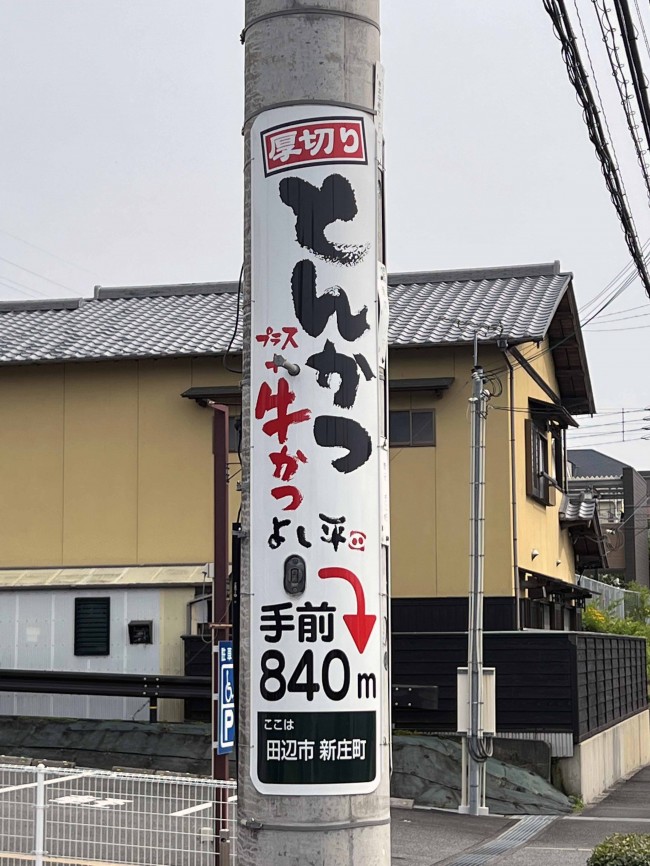 厚切り
とんかつ
プラス
+
牛かつ
よし平
手前
840m
ここは
田辺市 新庄町
P